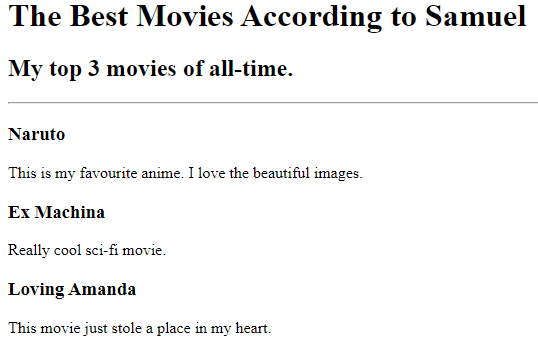 The Best Movies According to Samuel
My top 3 movies of all-time.
Naruto
This is my favourite anime. I love the beautiful images.
Ex Machina
Really cool sci-fi movie.
Loving Amanda
This movie just stole a place in my heart.